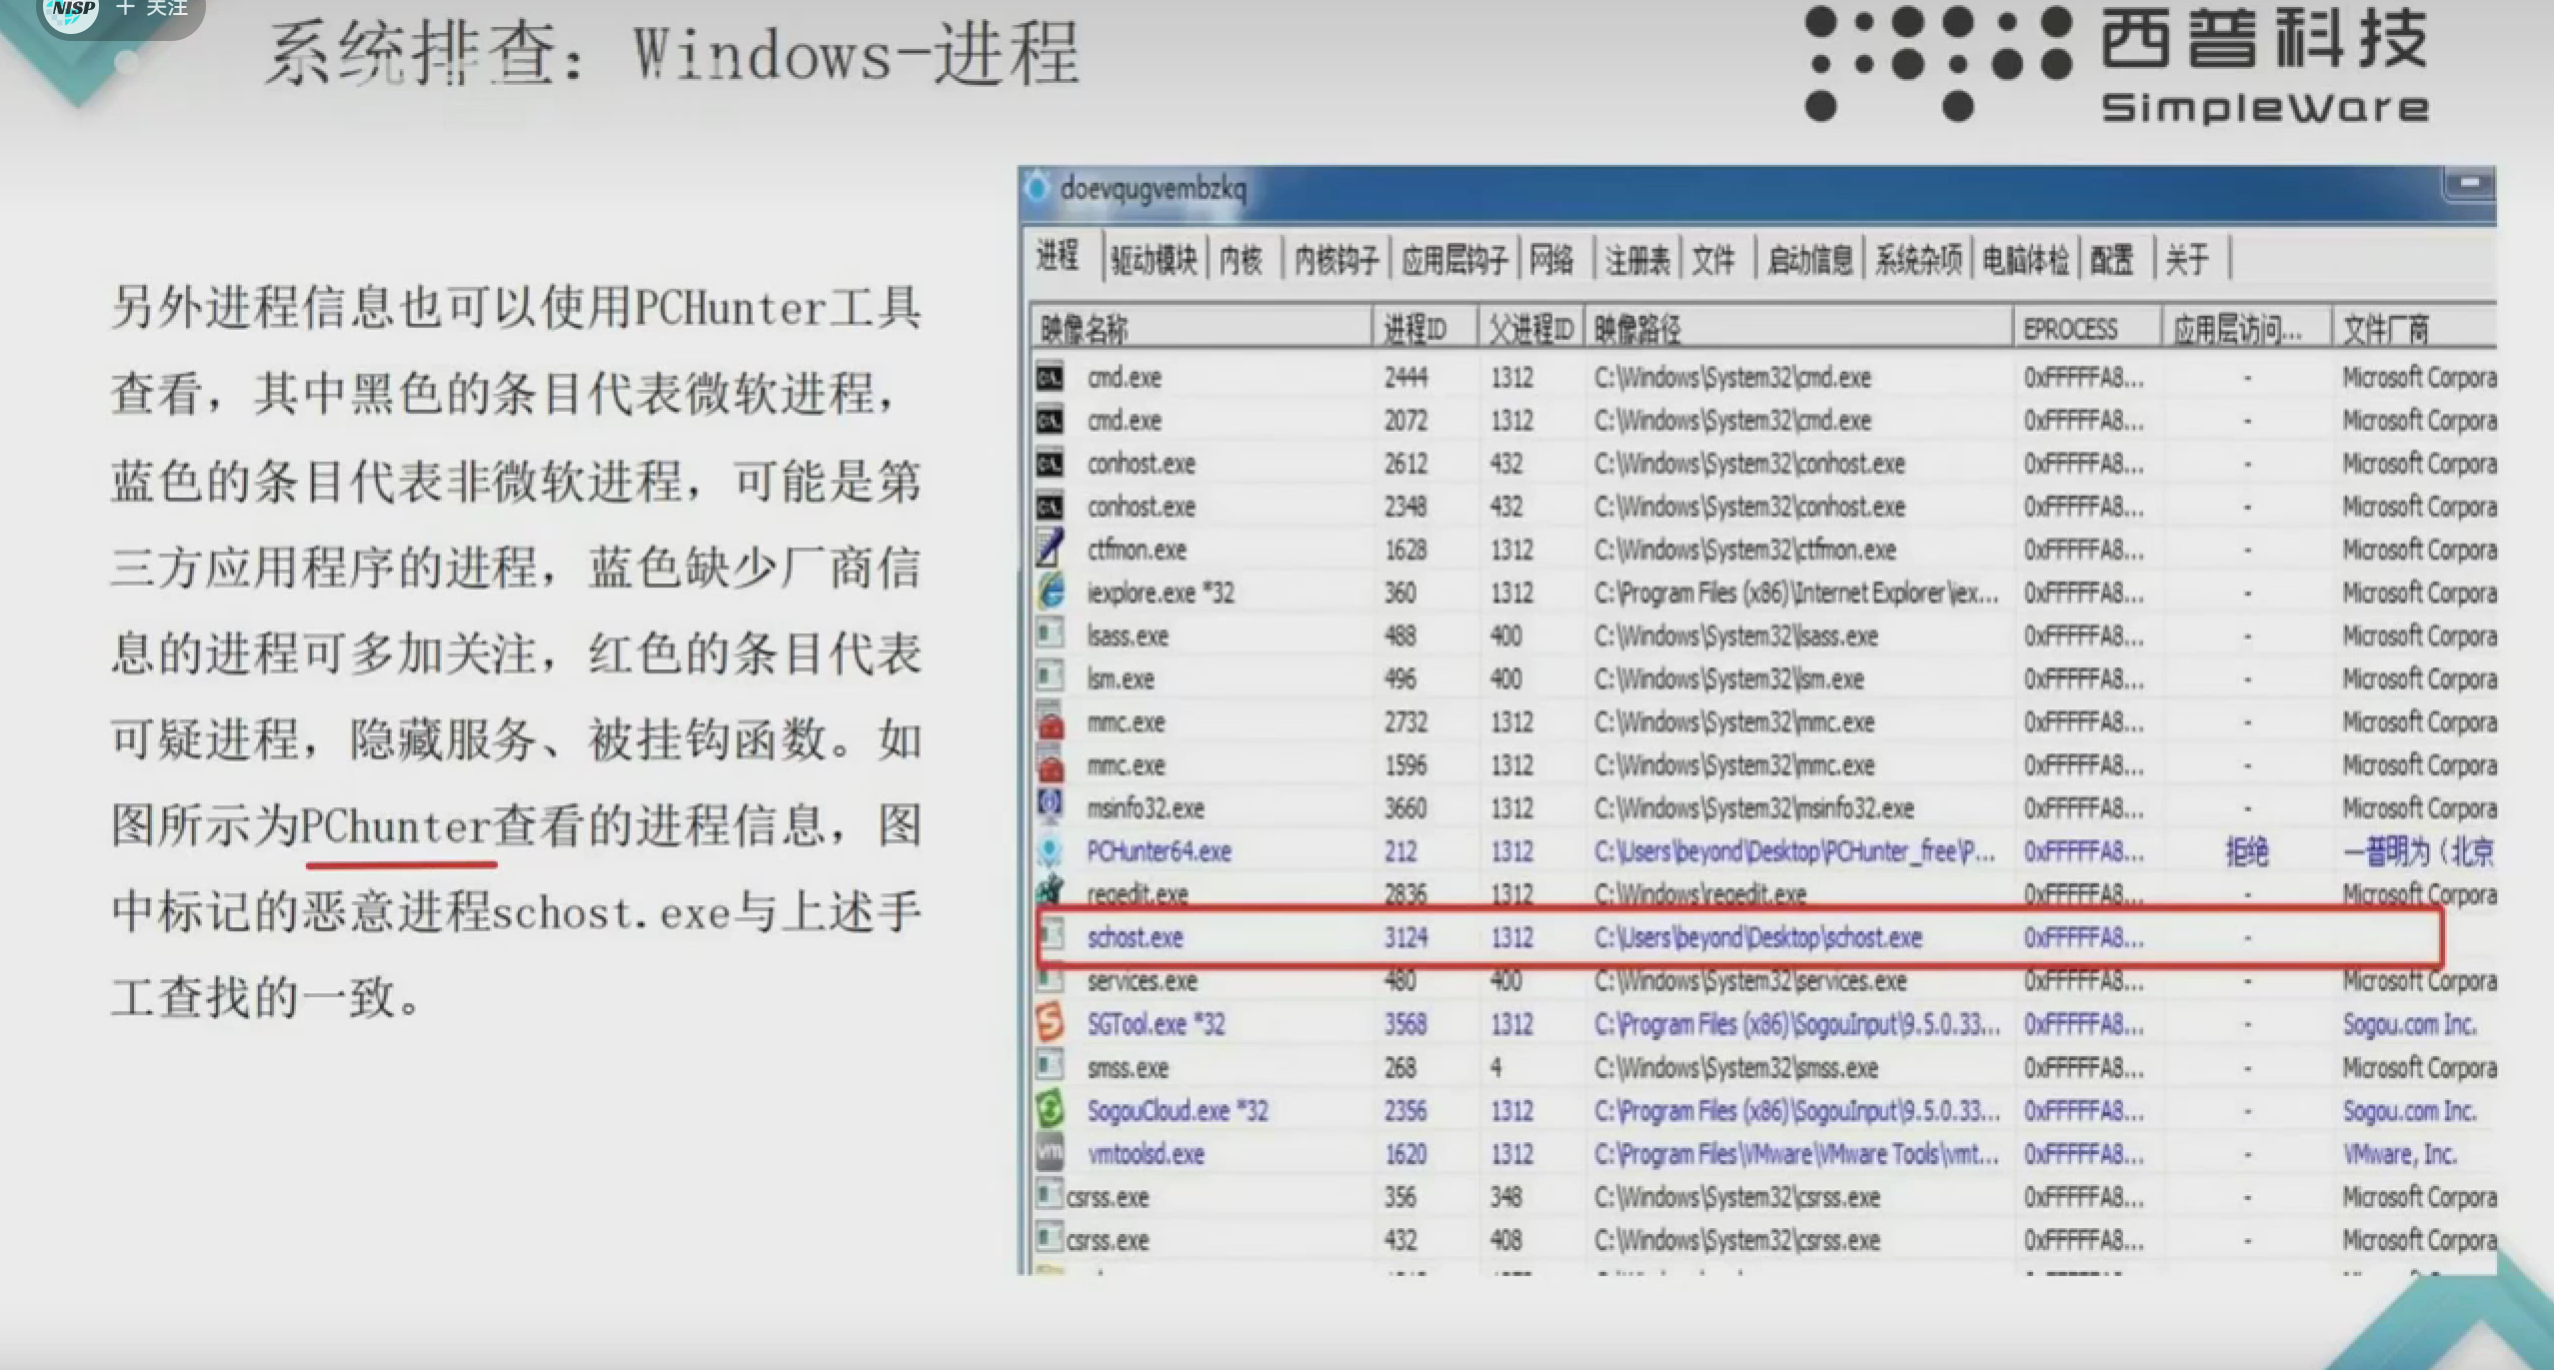 NISP
+ 关注
系统排查：Windows-进程
西普科技
SimpleWare
另外进程信息也可以使用PCHunter工具
查看，其中黑色的条目代表微软进程，
蓝色的条目代表非微软进程，可能是第
三方应用程序的进程，蓝色缺少厂商信
息的进程可多加关注，红色的条目代表
可疑进程，隐藏服务、被挂钩函数。如
图所示为PChunter查看的进程信息，图
中标记的恶意进程schost.exe与上述手
工查找的一致。
doevqugvembzkq
进程 驱动模块 内核 内核钩子 应用层钩子 网络 注册表 文件 启动信息 系统杂项 电脑体检 配置 关于
映像名称 进程ID 父进程ID 映像路径 EPROCESS 应用层访问... 文件厂商
cmd.exe 2444 1312 C:\Windows\System32\cmd.exe 0xFFFFFA8... - Microsoft Corpora
cmd.exe 2072 1312 C:\Windows\System32\cmd.exe 0xFFFFFA8... - Microsoft Corpora
conhost.exe 2612 432 C:\Windows\System32\conhost.exe 0xFFFFFA8... - Microsoft Corpora
conhost.exe 2348 432 C:\Windows\System32\conhost.exe 0xFFFFFA8... - Microsoft Corpora
ctfmon.exe 1628 1312 C:\Windows\System32\ctfmon.exe 0xFFFFFA8... - Microsoft Corpora
iexplore.exe *32 360 1312 C:\Program Files (x86)\Internet Explorer\iex... 0xFFFFFA8... - Microsoft Corpora
lsass.exe 488 400 C:\Windows\System32\lsass.exe 0xFFFFFA8... - Microsoft Corpora
lsm.exe 496 400 C:\Windows\System32\lsm.exe 0xFFFFFA8... - Microsoft Corpora
mmc.exe 2732 1312 C:\Windows\System32\mmc.exe 0xFFFFFA8... - Microsoft Corpora
mmc.exe 1596 1312 C:\Windows\System32\mmc.exe 0xFFFFFA8... - Microsoft Corpora
msinfo32.exe 3660 1312 C:\Windows\System32\msinfo32.exe 0xFFFFFA8... - Microsoft Corpora
PCHunter64.exe 212 1312 C:\Users\beyond\Desktop\PCHunter_free\P... 0xFFFFFA8... 拒绝 一普明为（北京
regedit.exe 2836 1312 C:\Windows\regedit.exe 0xFFFFFA8... - Microsoft Corpora
schost.exe 3124 1312 C:\Users\beyond\Desktop\schost.exe 0xFFFFFA8... -
services.exe 480 400 C:\Windows\System32\services.exe 0xFFFFFA8... - Microsoft Corpora
SGTool.exe *32 3568 1312 C:\Program Files (x86)\SogouInput\9.5.0.33... 0xFFFFFA8... - Sogou.com Inc.
smss.exe 268 4 C:\Windows\System32\smss.exe 0xFFFFFA8... - Microsoft Corpora
SogouCloud.exe *32 2356 1312 C:\Program Files (x86)\SogouInput\9.5.0.33... 0xFFFFFA8... - Sogou.com Inc.
vmtoolsd.exe 1620 1312 C:\Program Files\VMware\VMware Tools\vmt... 0xFFFFFA8... - VMware, Inc.
csrss.exe 356 348 C:\Windows\System32\csrss.exe 0xFFFFFA8... - Microsoft Corpora
csrss.exe 432 408 C:\Windows\System32\csrss.exe 0xFFFFFA8... - Microsoft Corpora